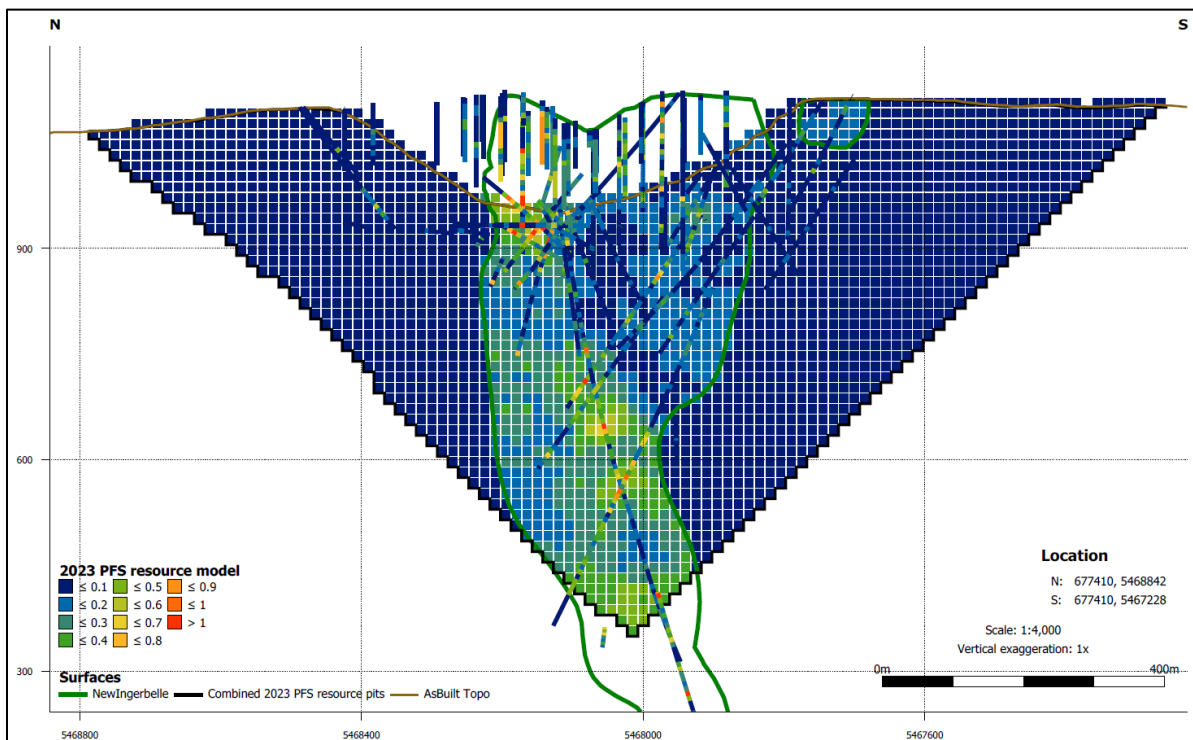 N S
900
600
300
2023 PFS resource model
≤ 0.1 ≤ 0.5 ≤ 0.9
≤ 0.2 ≤ 0.6 ≤ 1
≤ 0.3 ≤ 0.7 > 1
≤ 0.4 ≤ 0.8
Surfaces
NewIngerbelle Combined 2023 PFS resource pits AsBuilt Topo
Location
N: 677410, 5468842
S: 677410, 5467228
Scale: 1:4,000
Vertical exaggeration: 1x
0m 400m
5468800 5468400 5468000 5467600